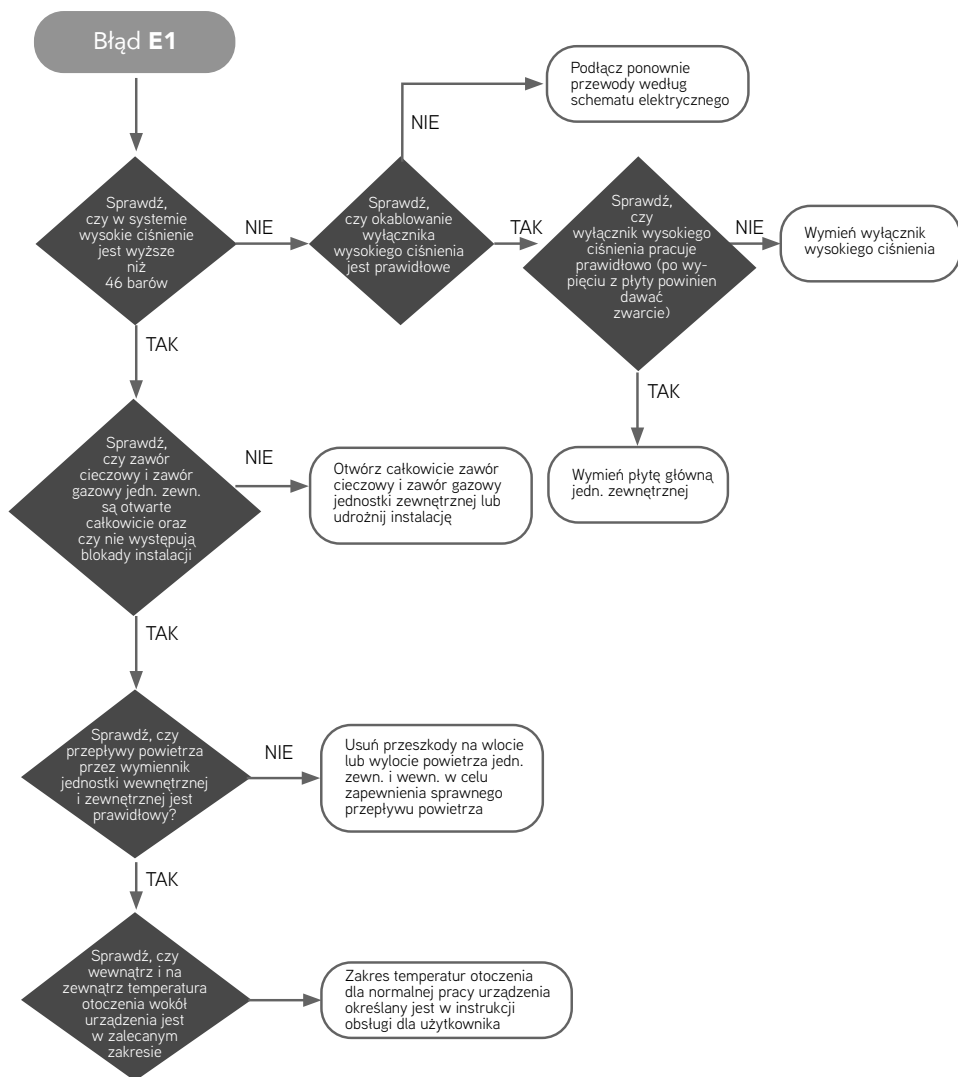 Błąd E1
Podłącz ponownie
przewody według
schematu elektrycznego
NIE
Sprawdź,
czy w systemie
wysokie ciśnienie
jest wyższe
niż
46 barów
NIE
Sprawdź,
czy okablowanie
wyłącznika
wysokiego ciśnienia
jest prawidłowe
TAK
Sprawdź,
czy
wyłącznik wysokiego
ciśnienia pracuje
prawidłowo (po wy-
pięciu z płyty powinien
dawać
zwarcie)
NIE
Wymień wyłącznik
wysokiego ciśnienia
TAK
TAK
Sprawdź,
czy zawór
cieczowy i zawór
gazowy jedn. zewn.
są otwarte
całkowicie oraz
czy nie występują
blokady instalacji
NIE
Otwórz całkowicie zawór
cieczowy i zawór gazowy
jednostki zewnętrznej lub
udrożnij instalację
Wymień płytę główną
jedn. zewnętrznej
TAK
Sprawdź, czy
przepływy powietrza
przez wymiennik
jednostki wewnętrznej
i zewnętrznej jest
prawidłowy?
NIE
Usuń przeszkody na wlocie
lub wylocie powietrza jedn.
zewn. i wewn. w celu
zapewnienia sprawnego
przepływu powietrza
TAK
Sprawdź, czy
wewnątrz i na
zewnątrz temperatura
otoczenia wokół
urządzenia jest
w zalecanym
zakresie
Zakres temperatur otoczenia
dla normalnej pracy urządzenia
określany jest w instrukcji
obsługi dla użytkownika